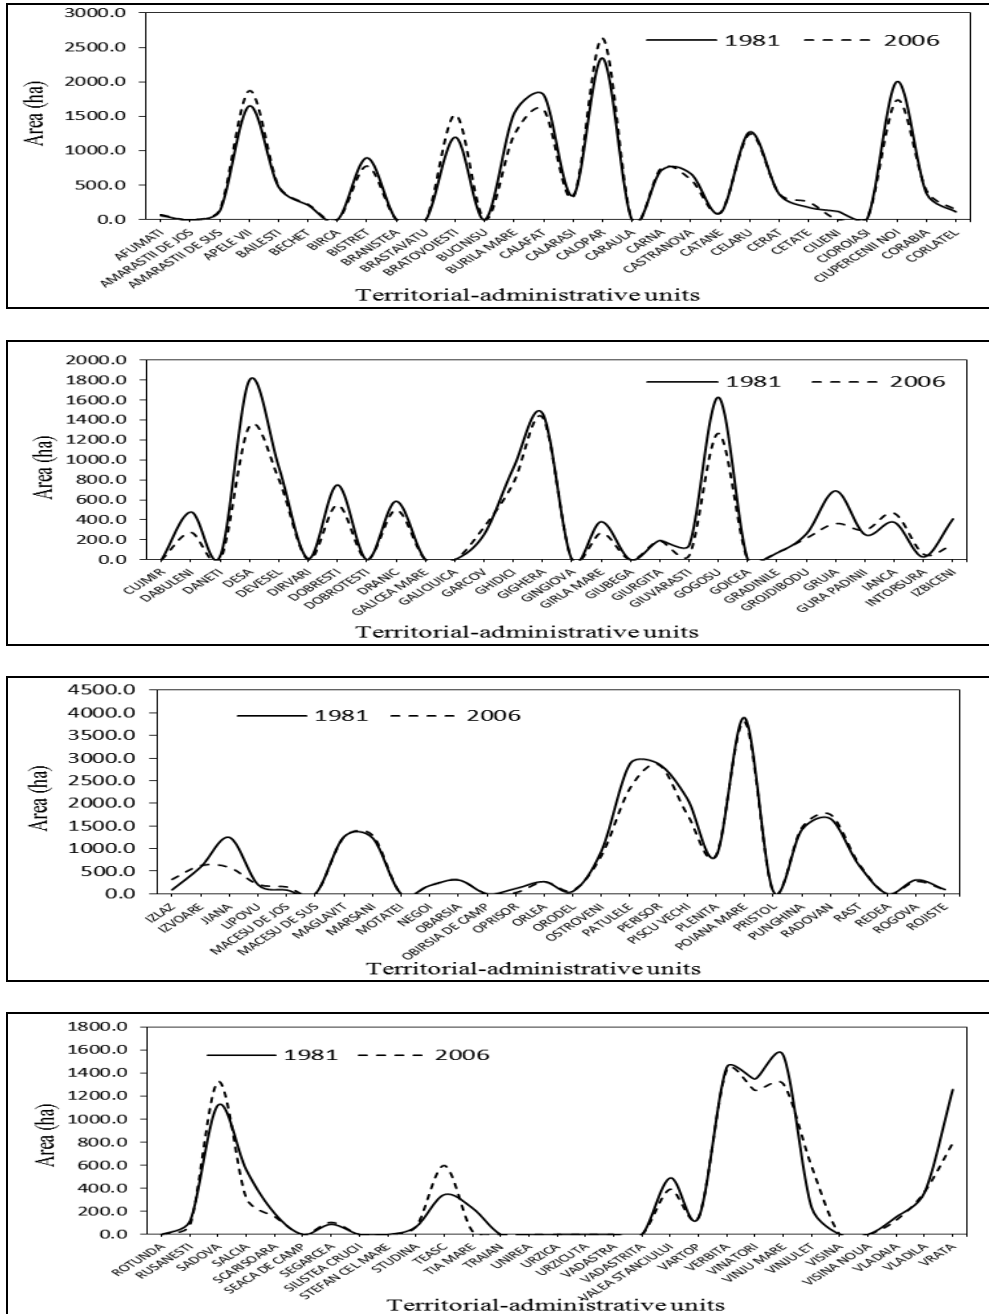 3000.0
2500.0
2000.0
1500.0
1000.0
500.0
0.0
Area (ha)
1981
2006
AFUMATI
AMARASTII DE JOS
AMARASTII DE SUS
APELE VII
BAILESTI
BECHET
BIRCA
BISTRET
BRANISTEA
BRASTAVATU
BRATOVOIESTI
BUCINISU
BURILA MARE
CALAFAT
CALARASI
CALOPAR
CARAULA
CARNA
CASTRANOVA
CATANE
CELARU
CERAT
CETATE
CILIENI
CIOROIASI
CIUPERCENII NOI
CORABIA
CORLATEL
Territorial-administrative units
2000.0
1800.0
1600.0
1400.0
1200.0
1000.0
800.0
600.0
400.0
200.0
0.0
Area (ha)
1981
2006
CUJMIR
DABULENI
DANETI
DESA
DEVESEL
DIRVARI
DOBRESTI
DOBROTESTI
DRANIC
GALICEA MARE
GALICIUICA
GARCOV
GHIDICI
GIGHERA
GINGIOVA
GIRLA MARE
GIUBEGA
GIURGITA
GIUVARASTI
GOGOSU
GOICEA
GRADINILE
GROJDIBODU
GRUIA
GURA PADINII
IANCA
INTORSURA
IZBICENI
Territorial-administrative units
4500.0
4000.0
3500.0
3000.0
2500.0
2000.0
1500.0
1000.0
500.0
0.0
Area (ha)
1981
2006
IZLAZ
IZVOARE
JIANA
LIPOVU
MACESU DE JOS
MACESU DE SUS
MAGLAVIT
MARSANI
MOTATEI
NEGOI
OBARSIA
OBIRSIA DE CAMP
OPRISOR
ORLEA
ORODEL
OSTROVENI
PATULELE
PERISOR
PISCU VECHI
PLENITA
POIANA MARE
PRISTOL
PUNGHINA
RADOVAN
RAST
REDEA
ROGOVA
ROJISTE
Territorial-administrative units
1800.0
1600.0
1400.0
1200.0
1000.0
800.0
600.0
400.0
200.0
0.0
Area (ha)
1981
2006
ROTUNDA
RUSANESTI
SADOVA
SALCIA
SCARISOARA
SEACA DE CAMP
SEGARCEA
SILISTEA CRUCII
STEFAN CEL MARE
STUDINA
TEASC
TIA MARE
TRAIAN
UNIREA
URZICA
URZICUTA
VADASTRA
VADASTRITA
VALEA STANCIULUI
VARTOP
VERBITA
VINATORI
VINJU MARE
VINJULET
VISINA
VISINA NOUA
VLADAIA
VLADILA
VRATA
Territorial-administrative units